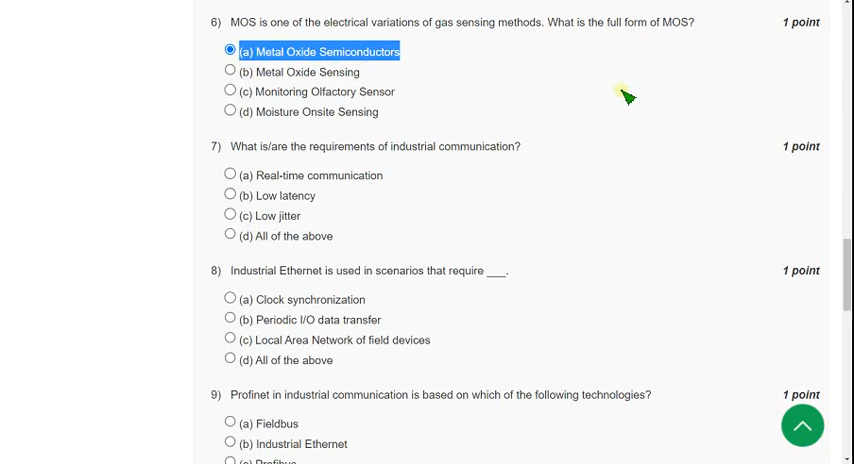 6) MOS is one of the electrical variations of gas sensing methods. What is the full form of MOS? 1 point
(a) Metal Oxide Semiconductors
(b) Metal Oxide Sensing
(c) Monitoring Olfactory Sensor
(d) Moisture Onsite Sensing
7) What is/are the requirements of industrial communication? 1 point
(a) Real-time communication
(b) Low latency
(c) Low jitter
(d) All of the above
8) Industrial Ethernet is used in scenarios that require ___. 1 point
(a) Clock synchronization
(b) Periodic I/O data transfer
(c) Local Area Network of field devices
(d) All of the above
9) Profinet in industrial communication is based on which of the following technologies? 1 point
(a) Fieldbus
(b) Industrial Ethernet
(c) Profibus